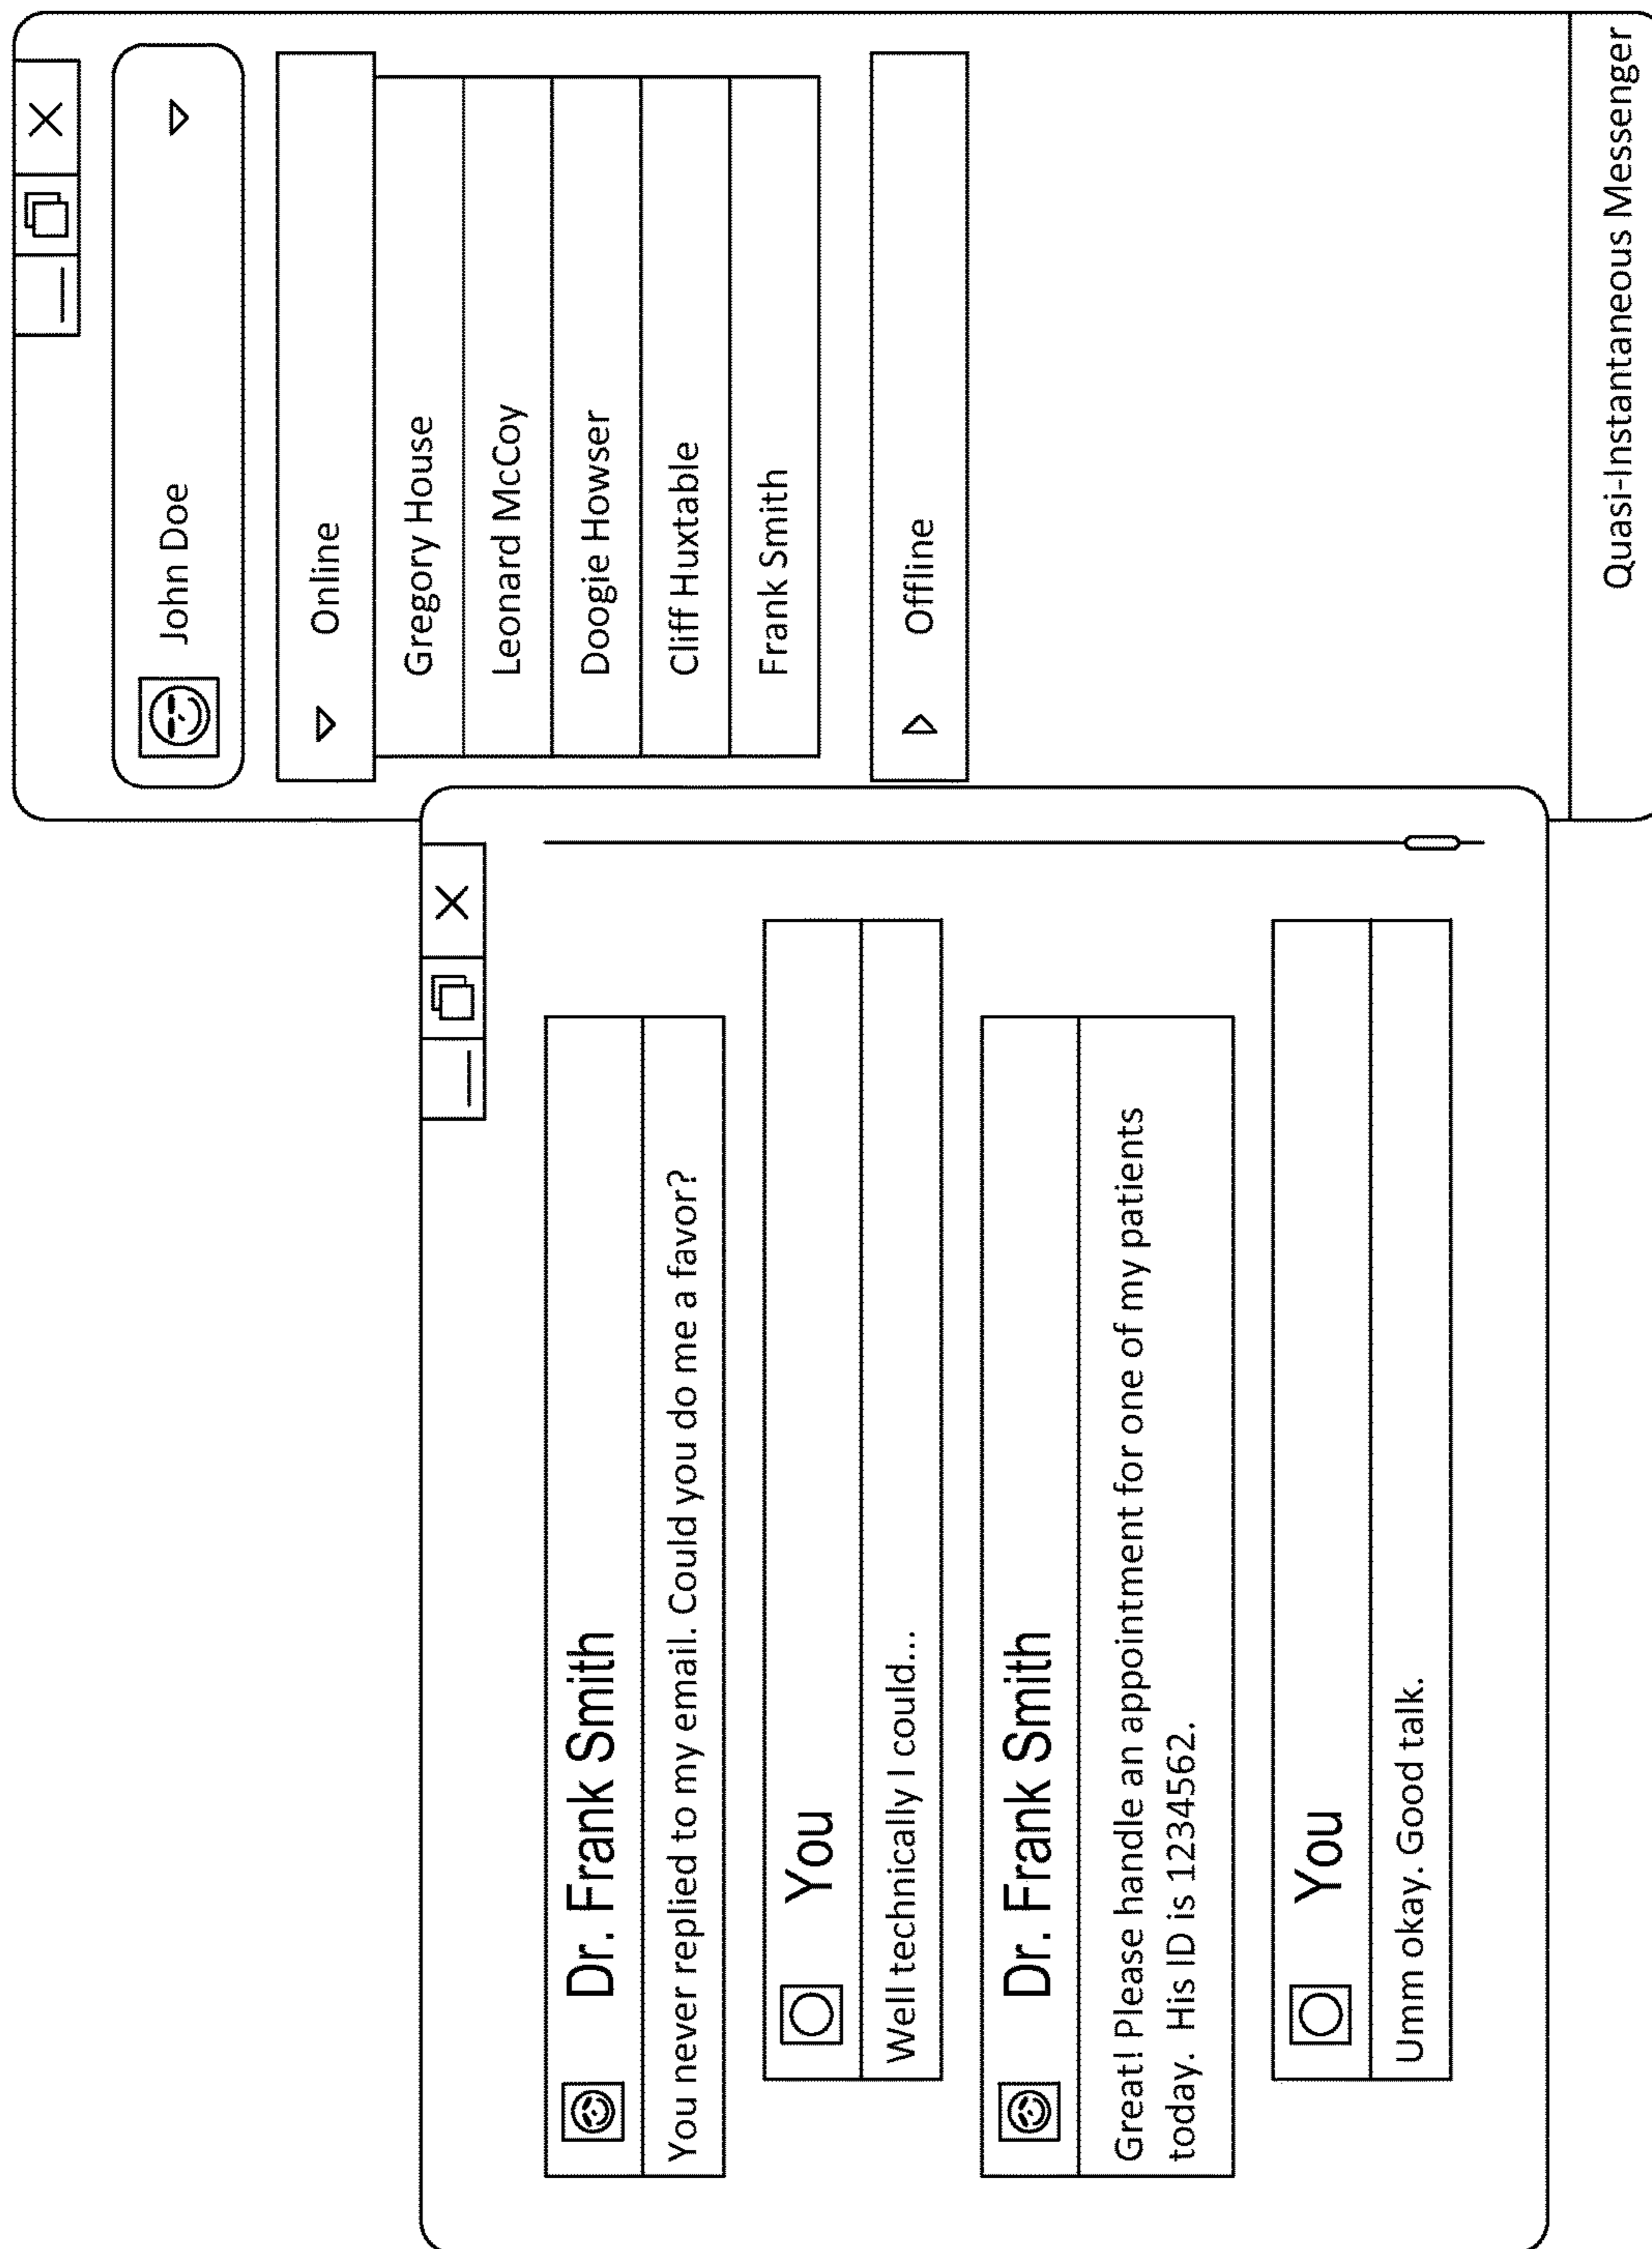 Dr. Frank Smith
You never replied to my email. Could you do me a favor?
You
Well technically I could...
Dr. Frank Smith
Great! Please handle an appointment for one of my patients
today.  His ID is 1234562.
You
Umm okay. Good talk.
John Doe
Online
Gregory House
Leonard McCoy
Doogie Howser
Cliff Huxtable
Frank Smith
Offline
Quasi-Instantaneous Messenger